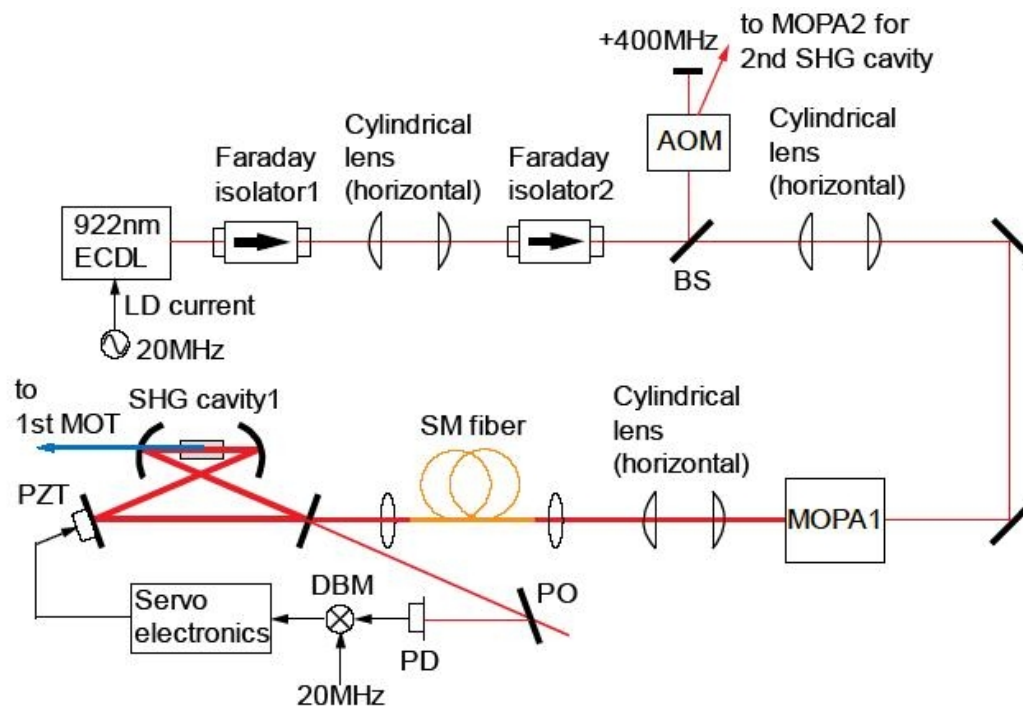 to MOPA2 for
2nd SHG cavity
+400MHz
AOM
Cylindrical
lens
(horizontal)
Faraday
isolator1
Cylindrical
lens
(horizontal)
Faraday
isolator2
922nm
ECDL
BS
LD current
20MHz
to
1st MOT
SHG cavity1
SM fiber
Cylindrical
lens
(horizontal)
PZT
MOPA1
DBM
PO
Servo
electronics
PD
20MHz